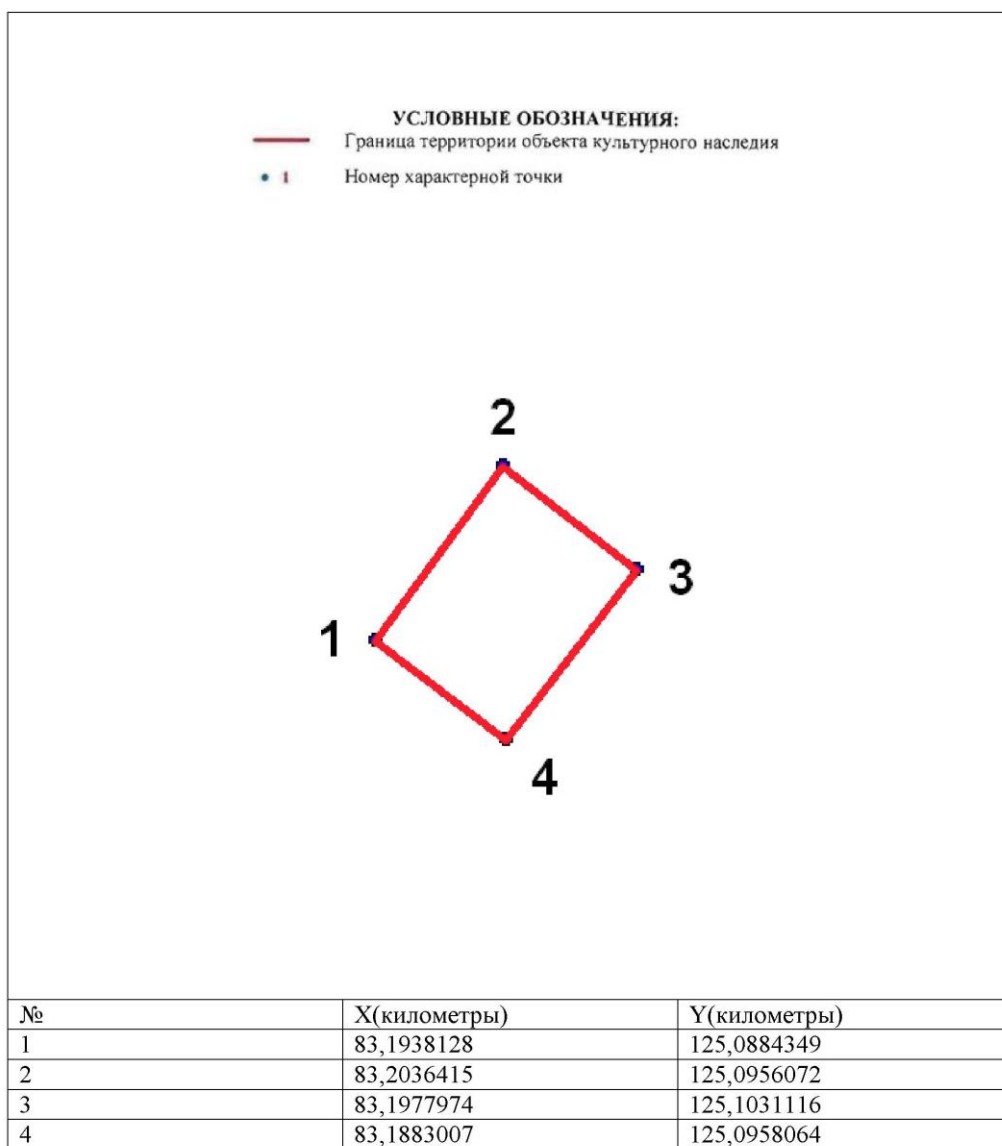 УСЛОВНЫЕ ОБОЗНАЧЕНИЯ:
Граница территории объекта культурного наследия
1 Номер характерной точки
2
3
1
4
№ X(километры) Y(километры)
1 83,1938128 125,0884349
2 83,2036415 125,0956072
3 83,1977974 125,1031116
4 83,1883007 125,0958064